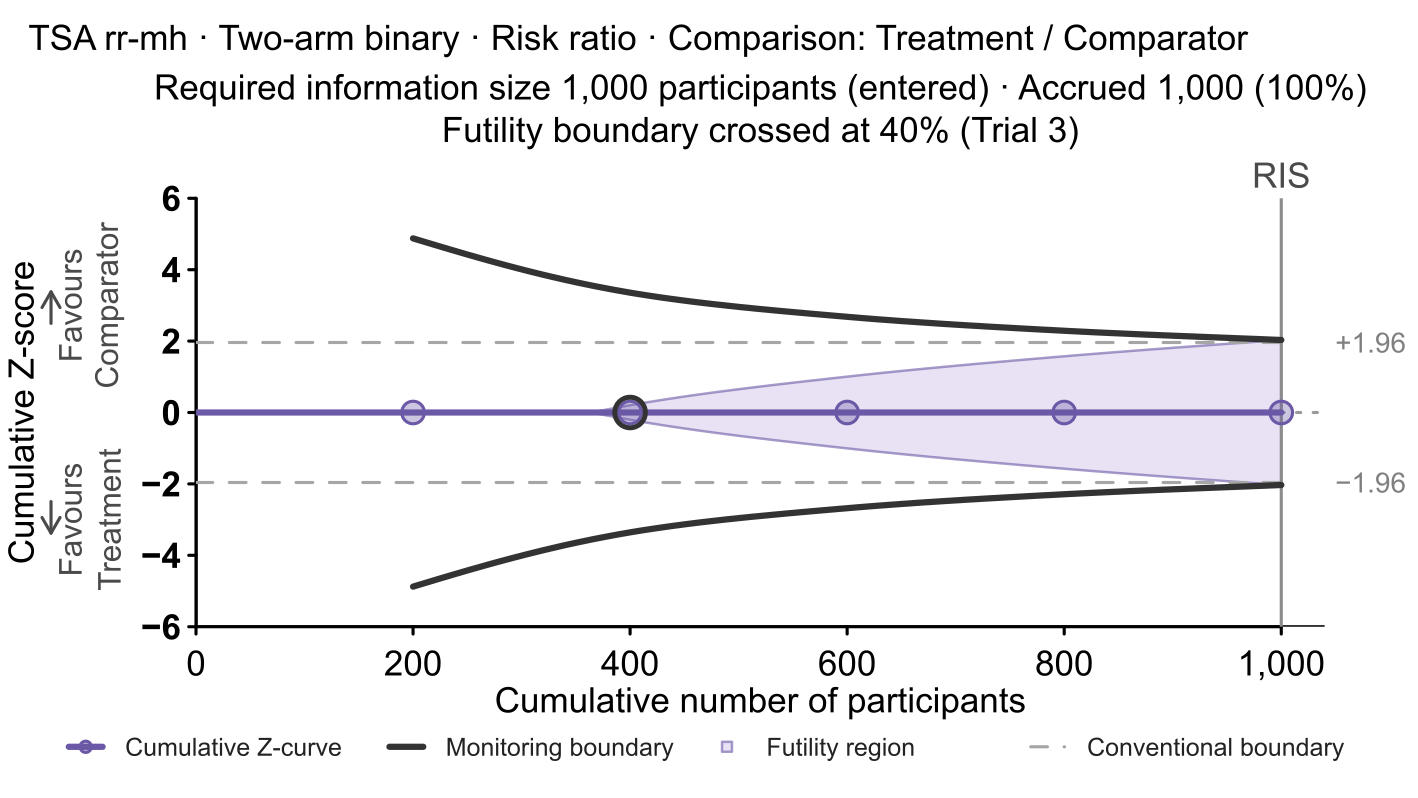 TSA rr-mh · Two-arm binary · Risk ratio · Comparison: Treatment / Comparator
Required information size 1,000 participants (entered) · Accrued 1,000 (100%)
Futility boundary crossed at 40% (Trial 3)
RIS
Cumulative Z-score
Favours
Comparator
Favours
Treatment
6
4
2
0
−2
−4
−6
+1.96
−1.96
0
200
400
600
800
1,000
Cumulative number of participants
Cumulative Z-curve
Monitoring boundary
Futility region
Conventional boundary